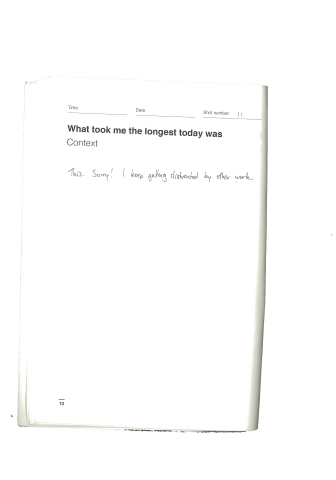 Time Date Shot number 11
What took me the longest today was
Context
This. Sorry! I keep getting distracted by other work.
13